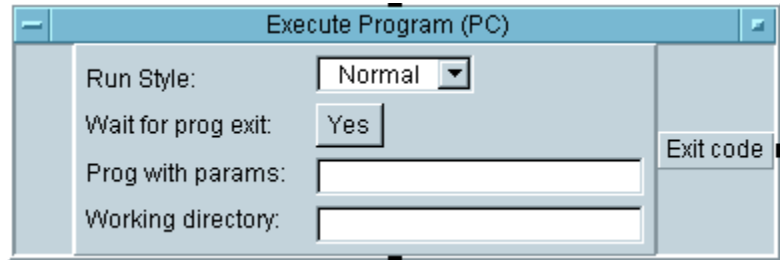 Execute Program (PC)
Run Style: Normal
Wait for prog exit: Yes
Prog with params:
Exit code
Working directory: